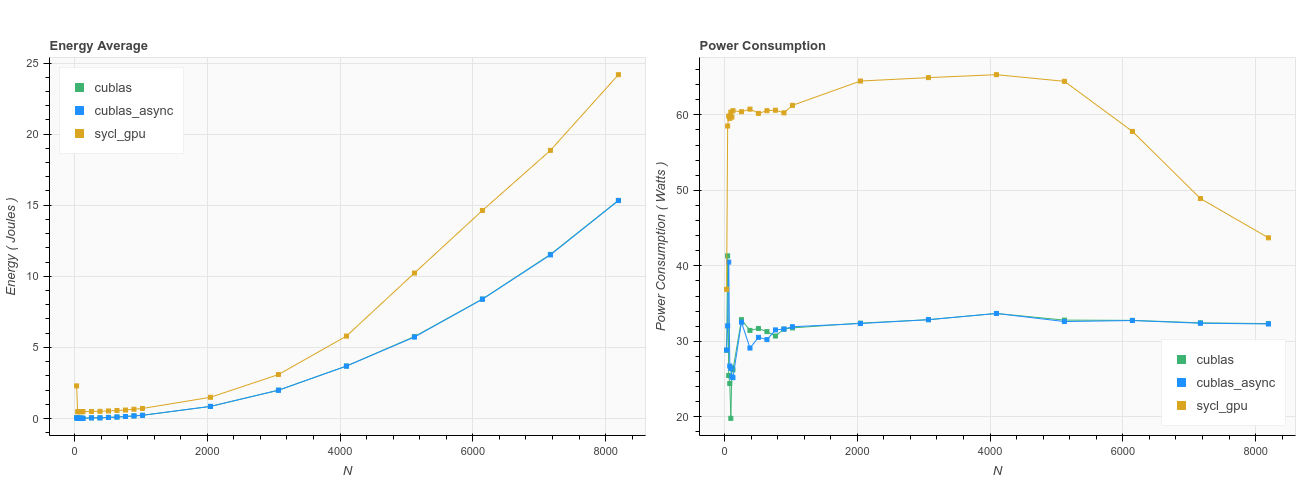 Energy Average
25
20
15
10
5
0
Energy ( Joules )
cublas
cublas_async
sycl_gpu
0 2000 4000 6000 8000
N
Power Consumption
60
50
40
30
20
Power Consumption ( Watts )
cublas
cublas_async
sycl_gpu
0 2000 4000 6000 8000
N